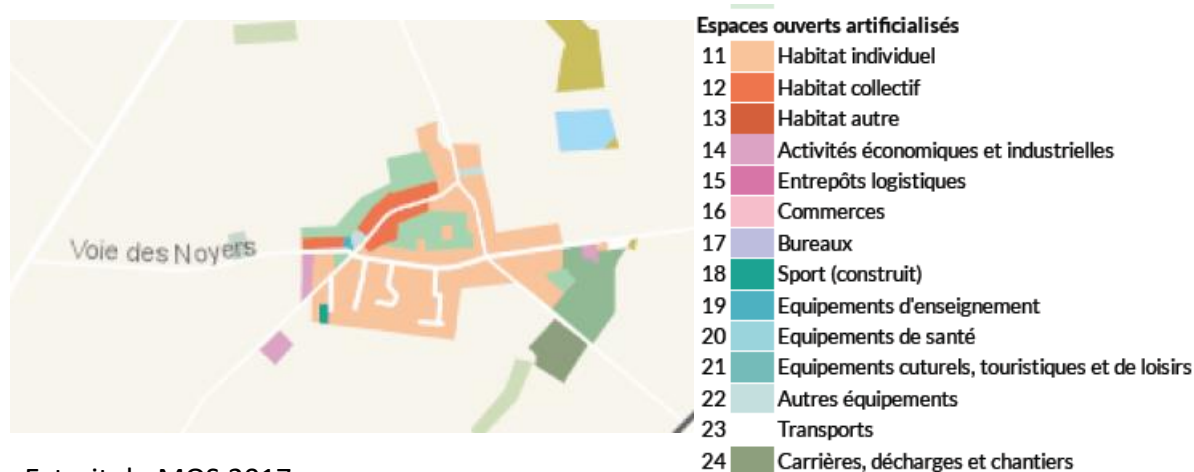 Espaces ouverts artificialisés
11 Habitat individuel
12 Habitat collectif
13 Habitat autre
14 Activités économiques et industrielles
15 Entrepôts logistiques
16 Commerces
17 Bureaux
18 Sport (construit)
19 Equipements d'enseignement
20 Equipements de santé
21 Equipements cuturels, touristiques et de loisirs
22 Autres équipements
23 Transports
24 Carrières, décharges et chantiers
Voie des Noyers